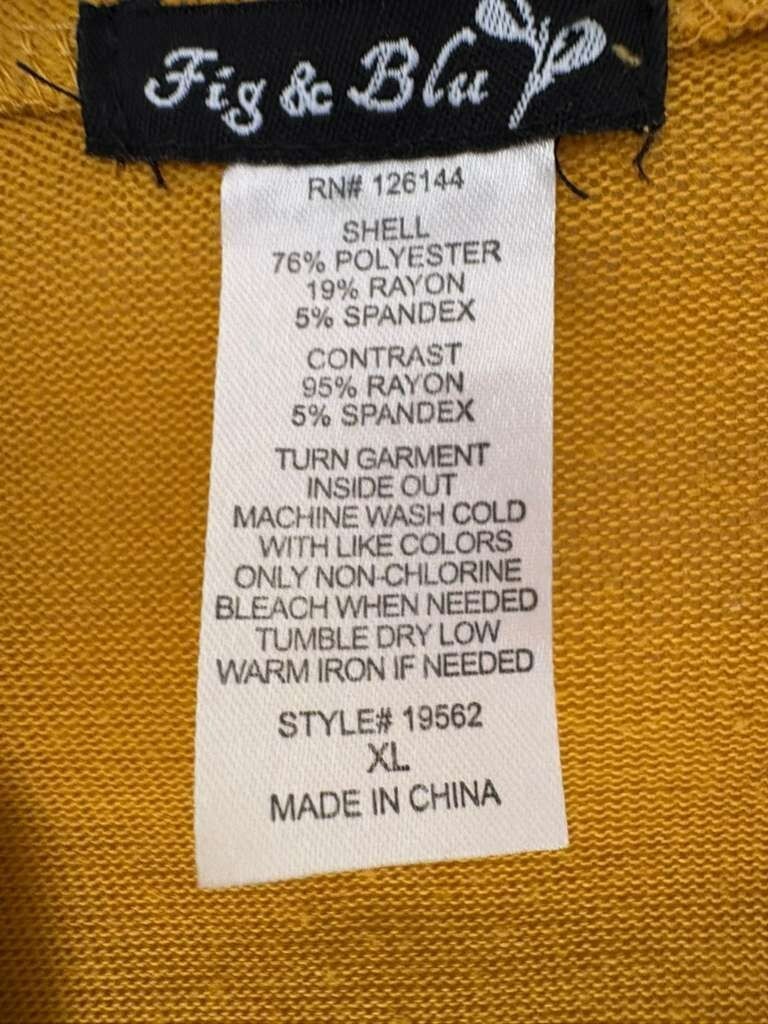 Fig & Blu
RN# 126144
SHELL
76% POLYESTER
19% RAYON
5% SPANDEX
CONTRAST
95% RAYON
5% SPANDEX
TURN GARMENT
INSIDE OUT
MACHINE WASH COLD
WITH LIKE COLORS
ONLY NON-CHLORINE
BLEACH WHEN NEEDED
TUMBLE DRY LOW
WARM IRON IF NEEDED
STYLE# 19562
XL
MADE IN CHINA